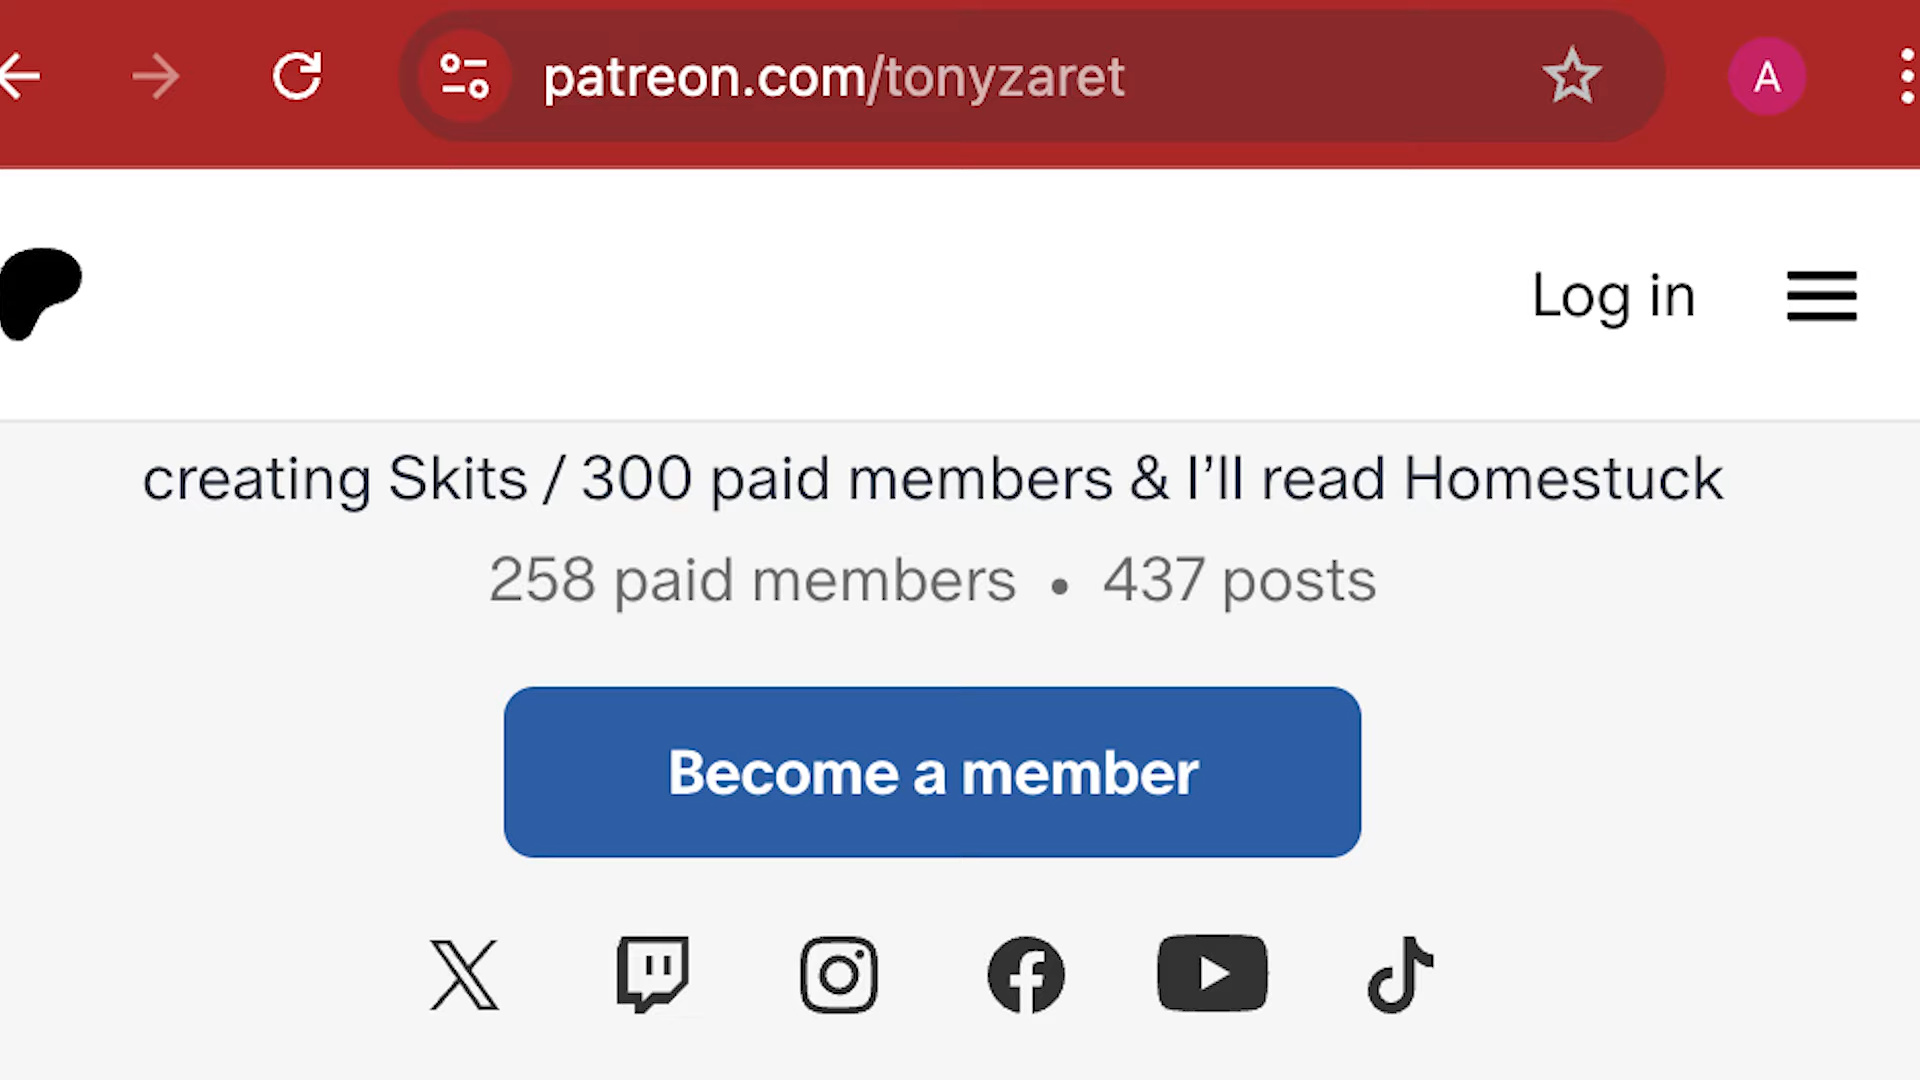 patreon.com/tonyzaret
A
Log in
creating Skits / 300 paid members & I’ll read Homestuck
258 paid members • 437 posts
Become a member